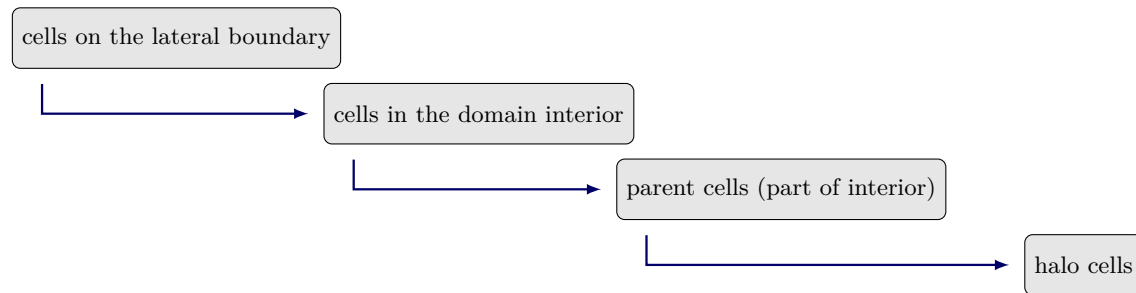 cells on the lateral boundary
cells in the domain interior
parent cells (part of interior)
halo cells